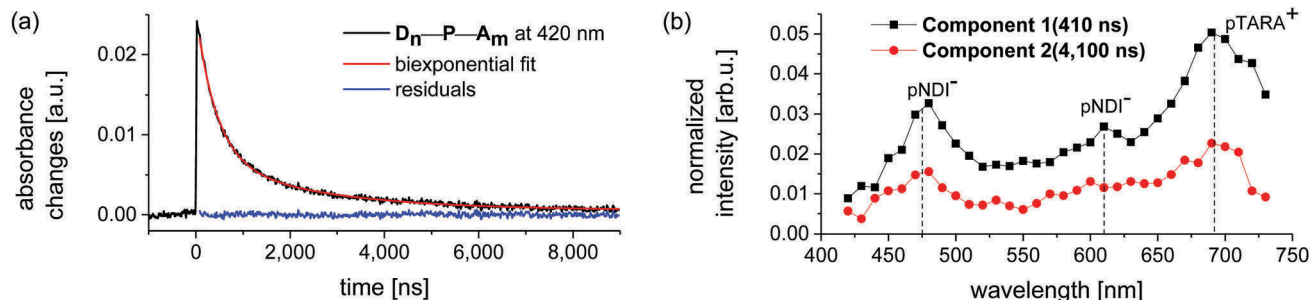 (a)
D_n—P—A_m at 420 nm
biexponential fit
residuals
absorbance
changes [a.u.]
0.02
0.01
0.00
0
2,000
4,000
6,000
8,000
time [ns]
(b)
Component 1(410 ns)
Component 2(4,100 ns)
pTARA⁺
pNDI⁻
pNDI⁻
normalized
intensity [arb.u.]
0.05
0.04
0.03
0.02
0.01
0.00
400
450
500
550
600
650
700
750
wavelength [nm]